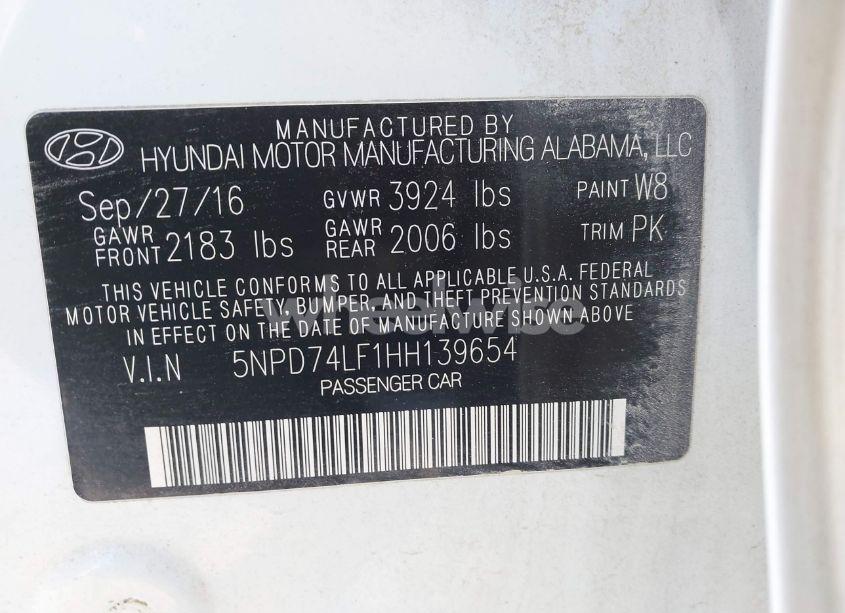 MANUFACTURED BY
HYUNDAI MOTOR MANUFACTURING ALABAMA, LLC
Sep/27/16 GVWR 3924 lbs PAINT W8
GAWR FRONT 2183 lbs GAWR REAR 2006 lbs TRIM PK
THIS VEHICLE CONFORMS TO ALL APPLICABLE U.S.A. FEDERAL
MOTOR VEHICLE SAFETY, BUMPER, AND THEFT PREVENTION STANDARDS
IN EFFECT ON THE DATE OF MANUFACTURE SHOWN ABOVE
wheelwise
V.I.N 5NPD74LF1HH139654
PASSENGER CAR